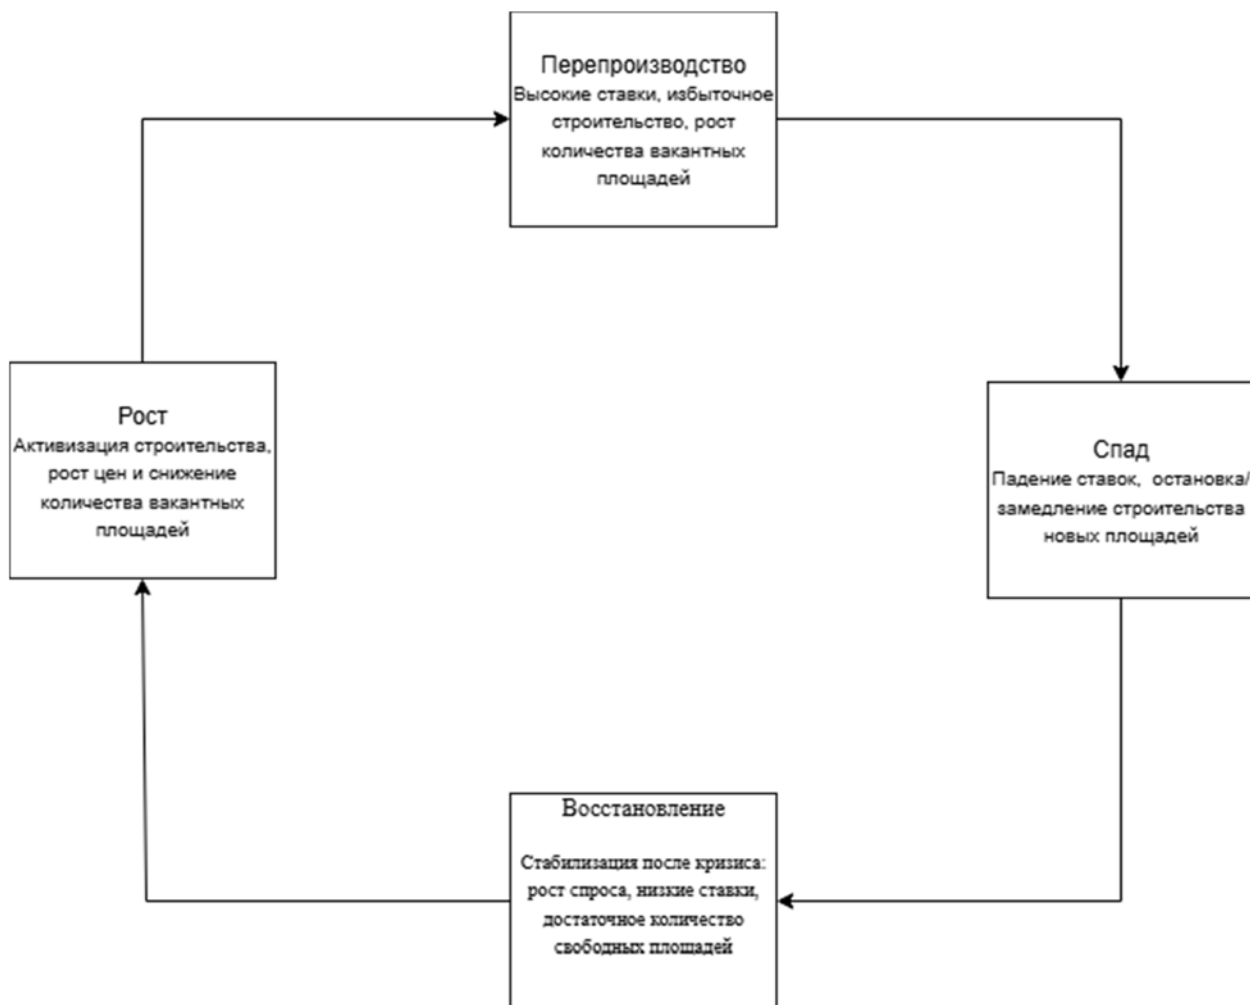 Перепроизводство
Высокие ставки, избыточное
строительство, рост
количества вакантных
площадей
Рост
Активизация строительства,
рост цен и снижение
количества вакантных
площадей
Спад
Падение ставок,  остановка/
замедление строительства
новых площадей
Восстановление
Стабилизация после кризиса:
рост спроса, низкие ставки,
достаточное количество
свободных площадей